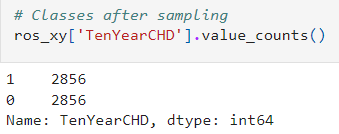 # Classes after sampling
ros_xy['TenYearCHD'].value_counts()
1    2856
0    2856
Name: TenYearCHD, dtype: int64